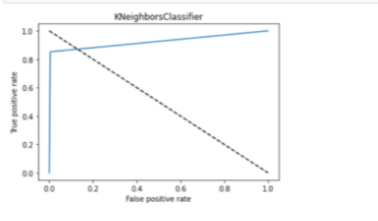 KNeighborsClassifier
1.0
0.8
0.6
0.4
0.2
0.0
True positive rate
0.0 0.2 0.4 0.6 0.8 1.0
False positive rate